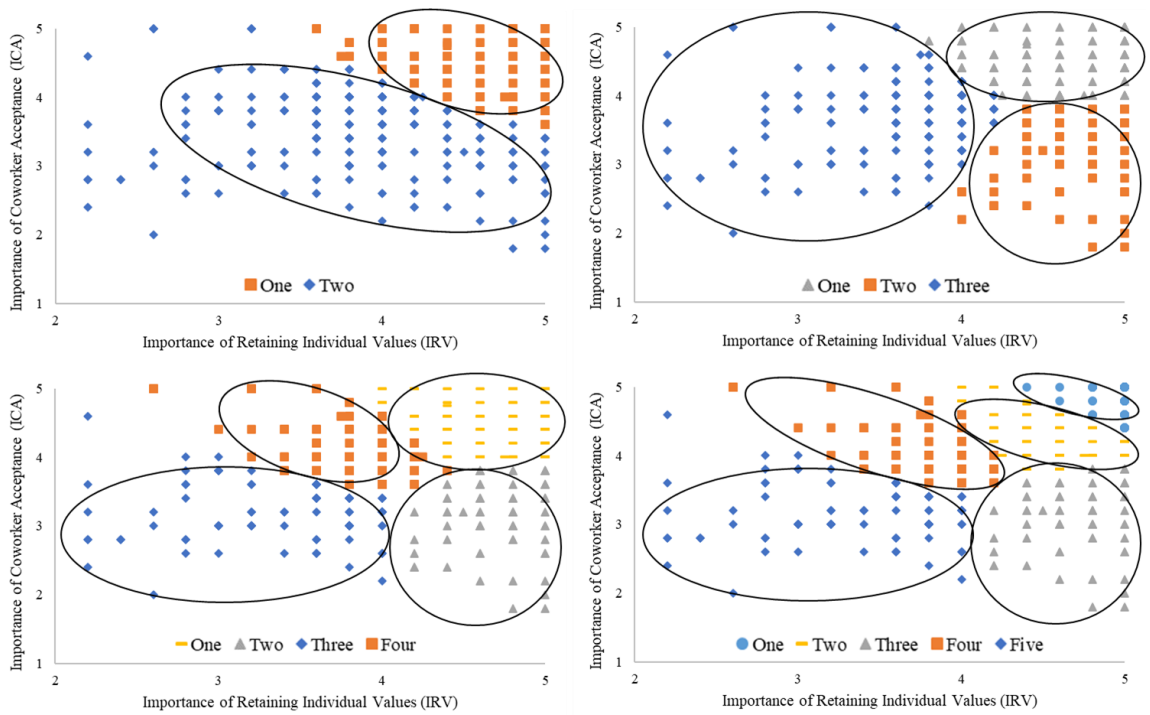 Importance of Coworker Acceptance (ICA)
5
4
3
2
1
One Two
2 3 4 5
Importance of Retaining Individual Values (IRV)
Importance of Coworker Acceptance (ICA)
5
4
3
2
1
One Two Three
2 3 4 5
Importance of Retaining Individual Values (IRV)
Importance of Coworker Acceptance (ICA)
5
4
3
2
1
One Two Three Four
2 3 4 5
Importance of Retaining Individual Values (IRV)
Importance of Coworker Acceptance (ICA)
5
4
3
2
1
One Two Three Four Five
2 3 4 5
Importance of Retaining Individual Values (IRV)